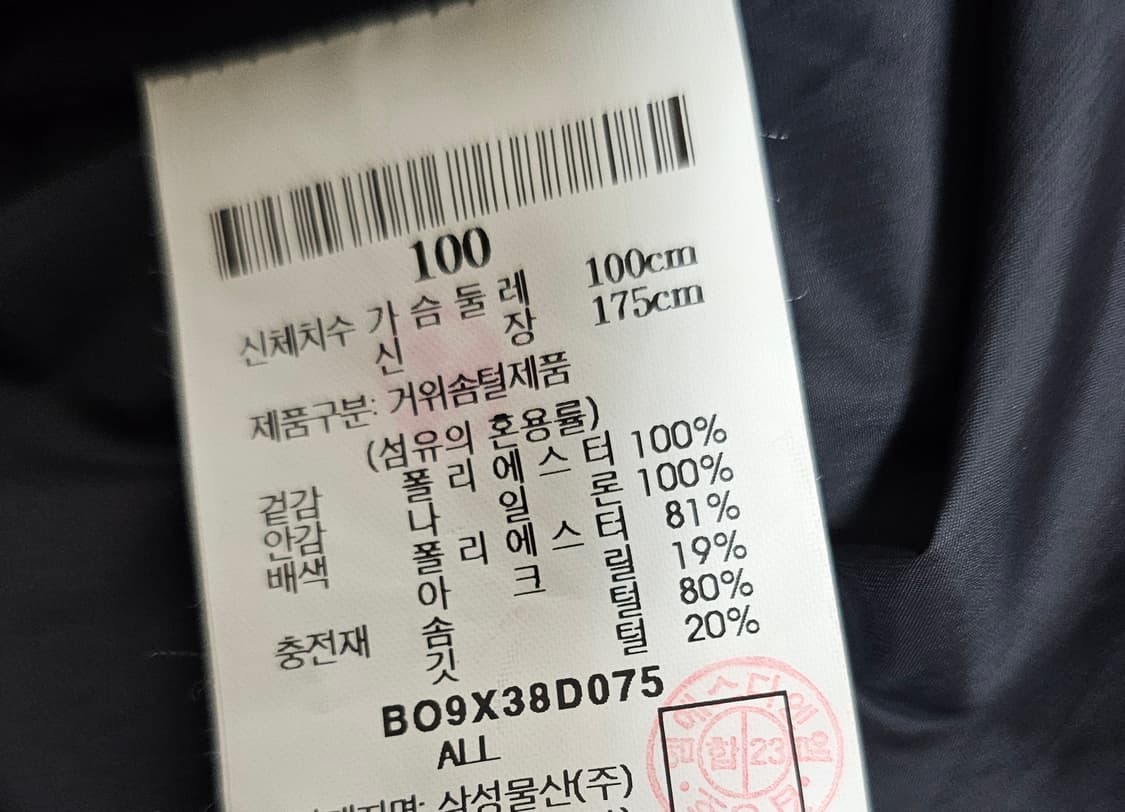 100
신체치수 가슴둘레 100cm
신장 175cm
제품구분: 거위솜털제품
(섬유의 혼용률)
겉감 폴리에스터 100%
안감 나일론 100%
배색 폴리에스터 81%
아크릴 19%
충전재 솜털 80%
깃털 20%
BO9X38D075
ALL
삼성물산(주)
합 23